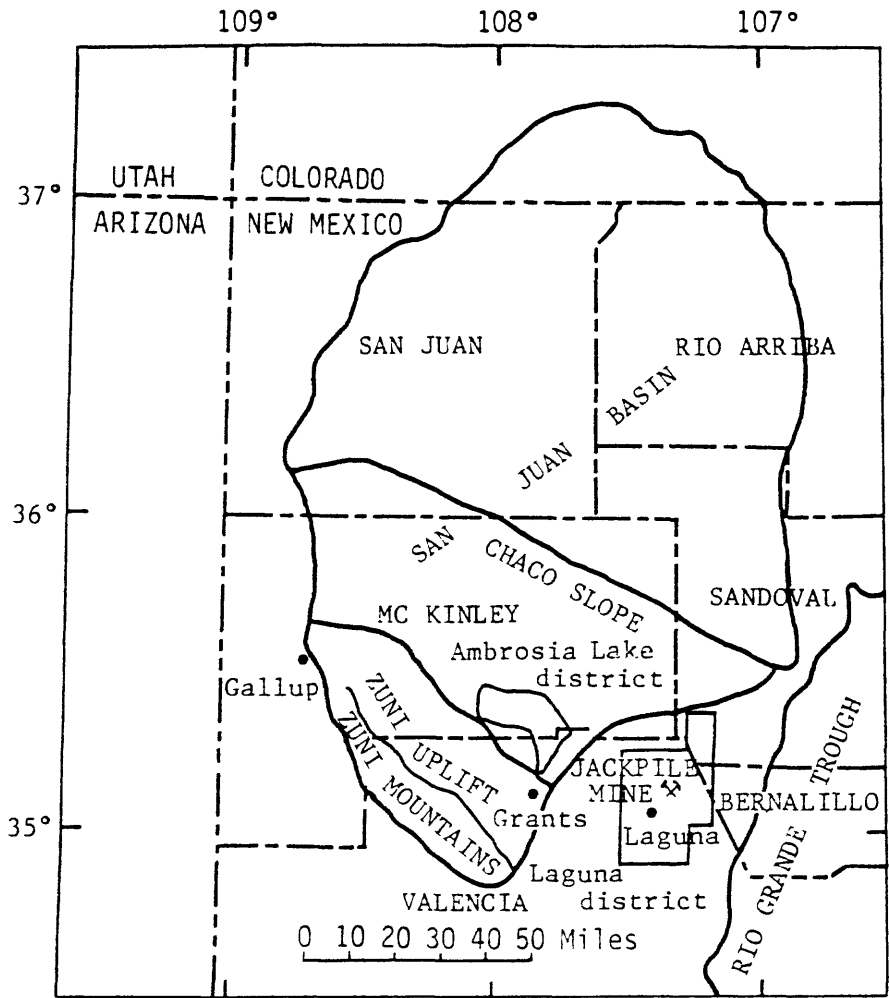 109° 108° 107°
UTAH COLORADO
37°
ARIZONA NEW MEXICO
SAN JUAN
RIO ARRIBA
SAN JUAN BASIN
36°
CHACO SLOPE
SANDOVAL
MC KINLEY
Ambrosia Lake
district
Gallup
ZUNI UPLIFT
ZUNI MOUNTAINS
RIO GRANDE TROUGH
JACKPILE
MINE
BERNALILLO
Grants
35°
Laguna
Laguna
district
VALENCIA
0 10 20 30 40 50 Miles